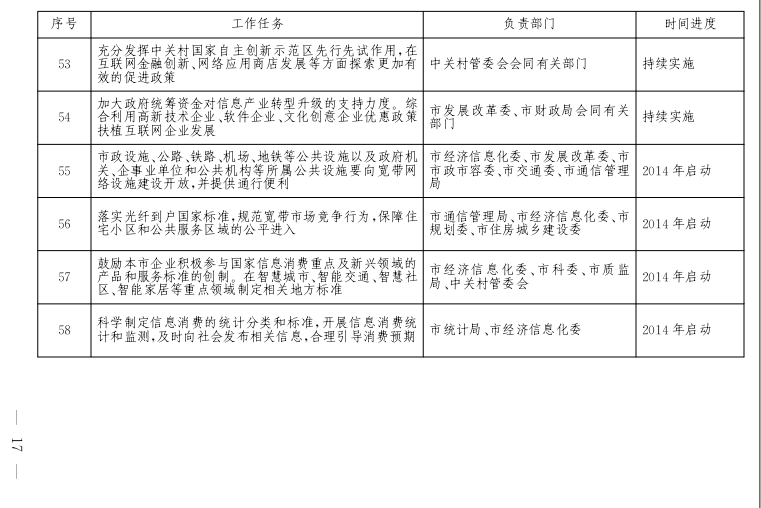 序号 工作任务 负责部门 时间进度
53 充分发挥中关村国家自主创新示范区先行先试作用,在 中关村管委会会同有关部门 持续实施
互联网金融创新、网络应用商店发展等方面探索更加有
效的促进政策
54 加大政府统筹资金对信息产业转型升级的支持力度。综 市发展改革委、市财政局会同有关 持续实施
合利用高新技术企业、软件企业、文化创意企业优惠政策 部门
扶植互联网企业发展
55 市政设施、公路、铁路、机场、地铁等公共设施以及政府机 市经济信息化委、市发展改革委、市 2014年启动
关、企事业单位和公共机构等所属公共设施要向宽带网 市政市容委、市交通委、市通信管理
络设施建设开放,并提供通行便利 局
56 落实光纤到户国家标准,规范宽带市场竞争行为,保障住 市通信管理局、市经济信息化委、市 2014年启动
宅小区和公共服务区域的公平进入 规划委、市住房城乡建设委
57 鼓励本市企业积极参与国家信息消费重点及新兴领域的 市经济信息化委、市科委、市质监 2014年启动
产品和服务标准的创制。在智慧城市、智能交通、智慧社 局、中关村管委会
区、智能家居等重点领域制定相关地方标准
58 科学制定信息消费的统计分类和标准,开展信息消费统 市统计局、市经济信息化委 2014年启动
计和监测,及时向社会发布相关信息,合理引导消费预期
— 17 —